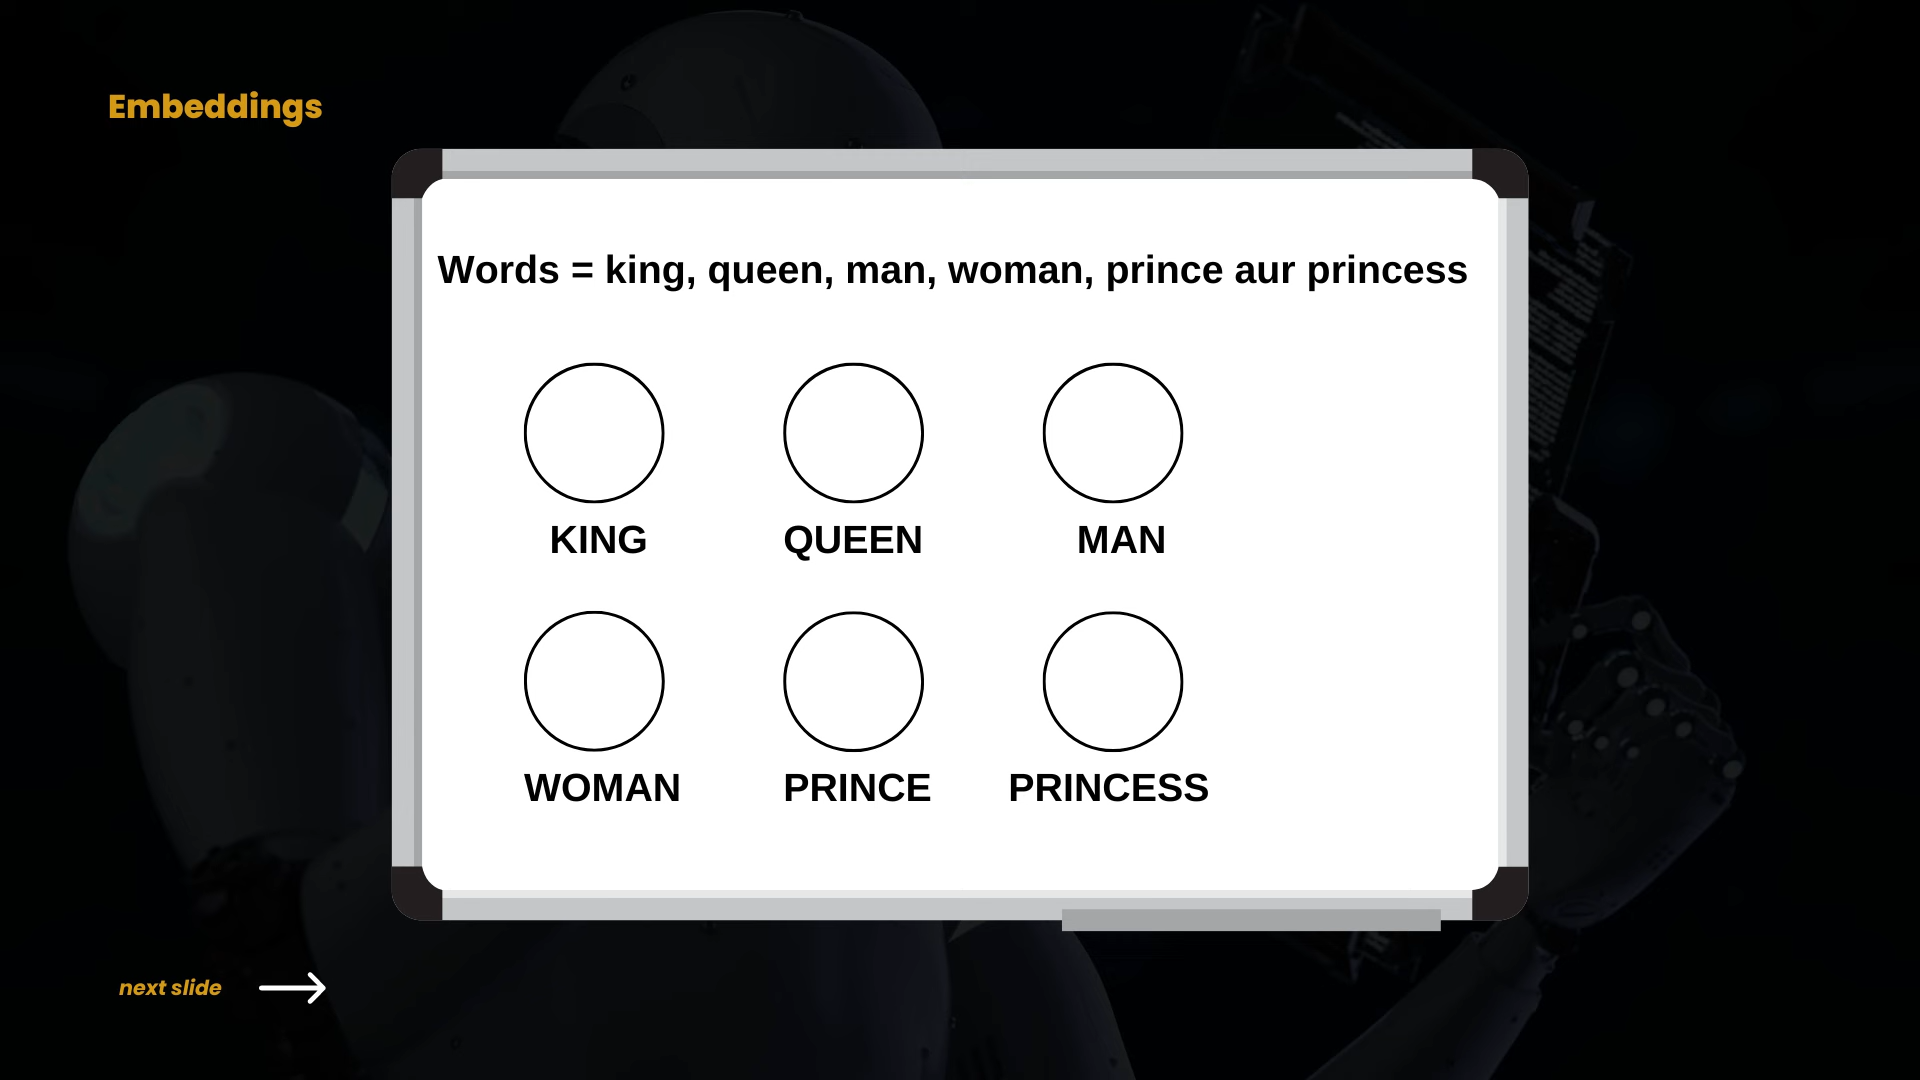 Embeddings
Words = king, queen, man, woman, prince aur princess
KING QUEEN MAN
WOMAN PRINCE PRINCESS
next slide